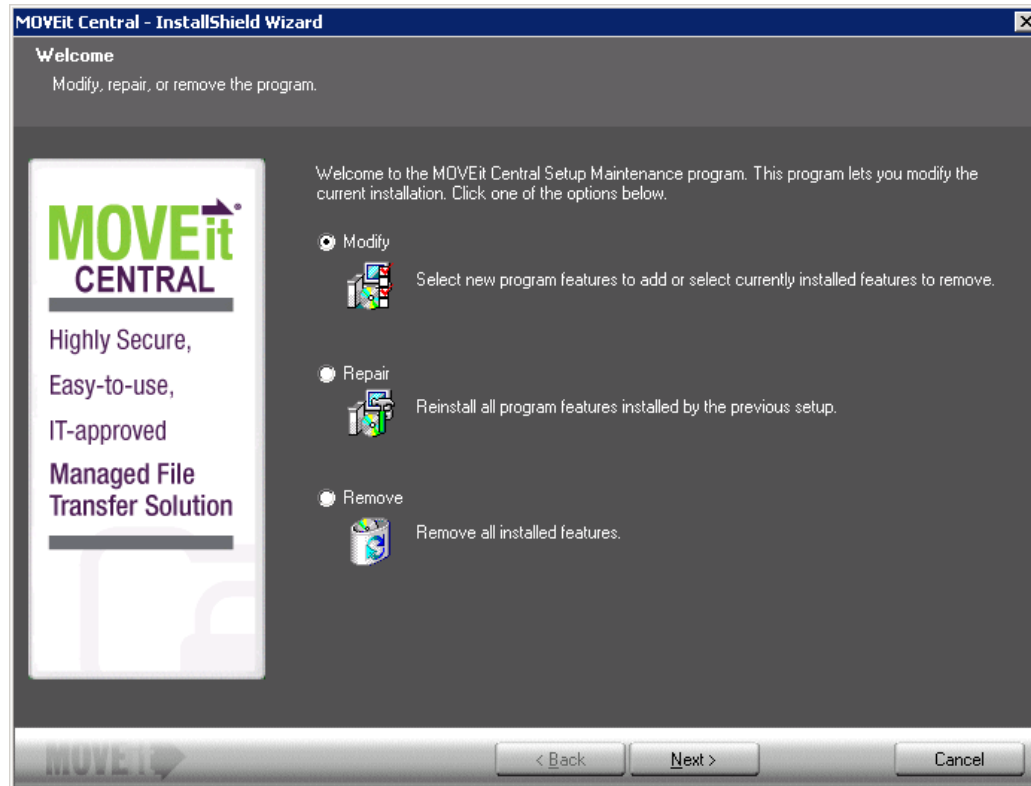 MOVEit Central - InstallShield Wizard
Welcome
Modify, repair, or remove the program.
MOVEit
CENTRAL
Highly Secure,
Easy-to-use,
IT-approved
Managed File
Transfer Solution
Welcome to the MOVEit Central Setup Maintenance program. This program lets you modify the
current installation. Click one of the options below.
Modify
Select new program features to add or select currently installed features to remove.
Repair
Reinstall all program features installed by the previous setup.
Remove
Remove all installed features.
MOVEit
< Back
Next >
Cancel